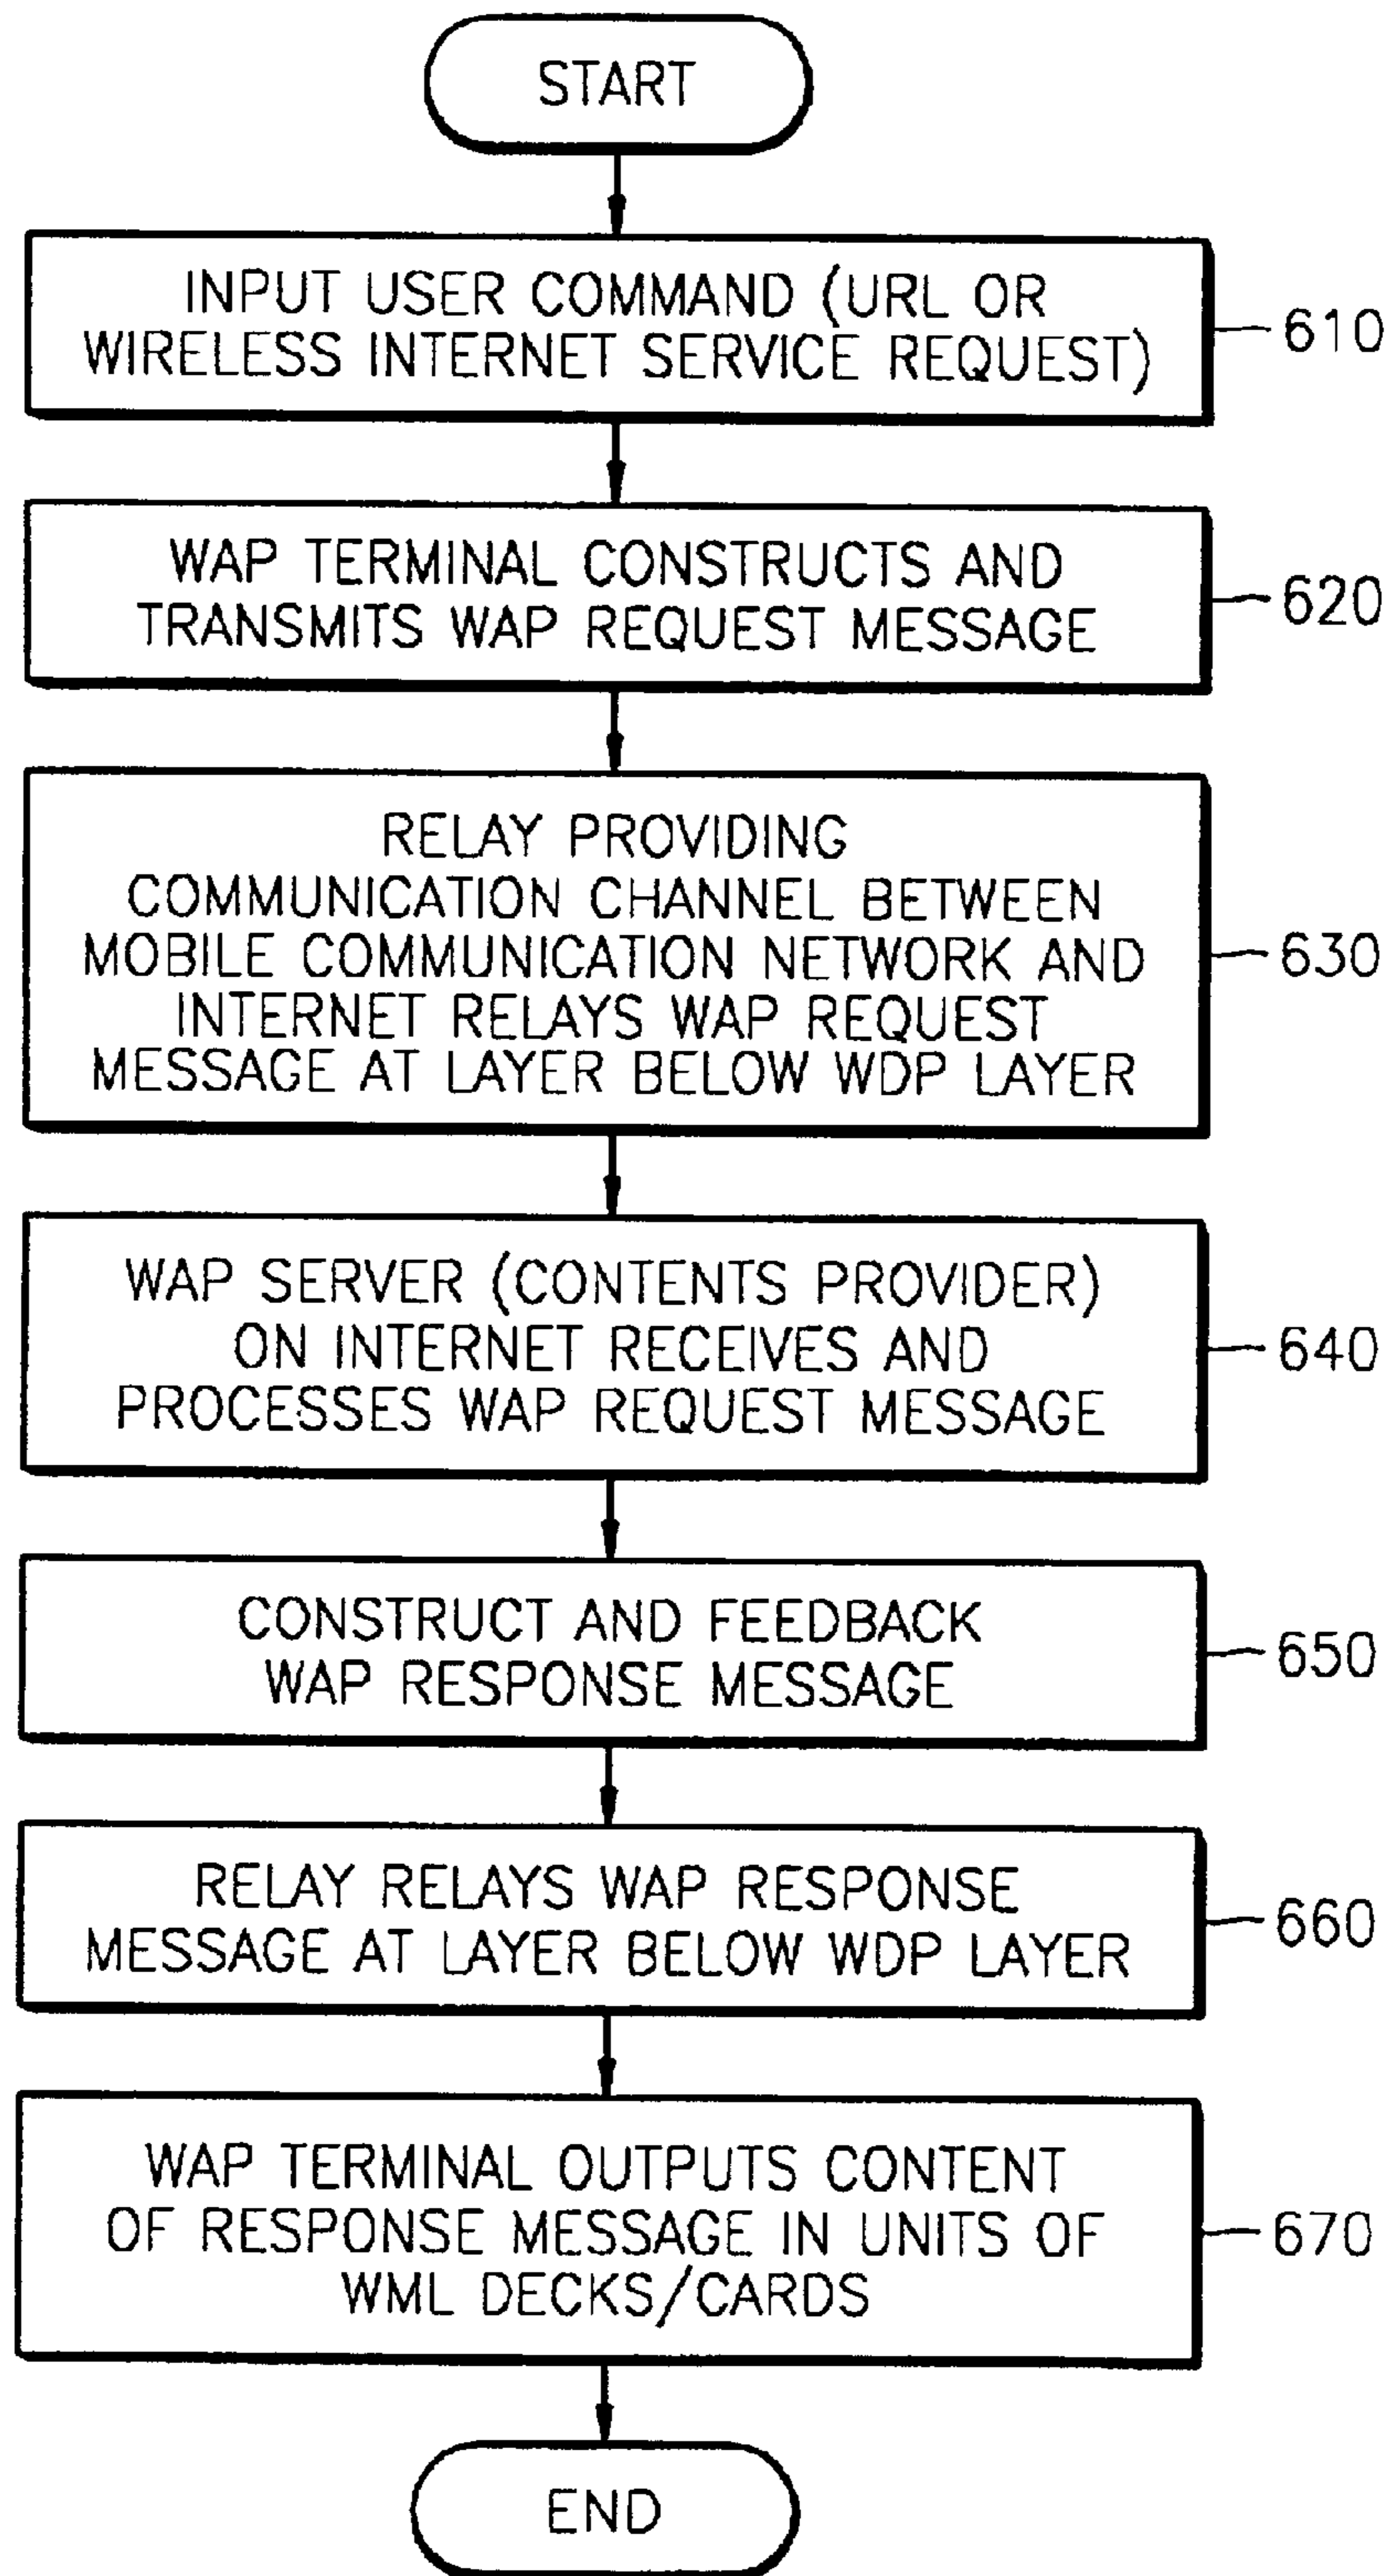 START
INPUT USER COMMAND (URL OR
WIRELESS INTERNET SERVICE REQUEST)
610
WAP TERMINAL CONSTRUCTS AND
TRANSMITS WAP REQUEST MESSAGE
620
RELAY PROVIDING
COMMUNICATION CHANNEL BETWEEN
MOBILE COMMUNICATION NETWORK AND
INTERNET RELAYS WAP REQUEST
MESSAGE AT LAYER BELOW WDP LAYER
630
WAP SERVER (CONTENTS PROVIDER)
ON INTERNET RECEIVES AND
PROCESSES WAP REQUEST MESSAGE
640
CONSTRUCT AND FEEDBACK
WAP RESPONSE MESSAGE
650
RELAY RELAYS WAP RESPONSE
MESSAGE AT LAYER BELOW WDP LAYER
660
WAP TERMINAL OUTPUTS CONTENT
OF RESPONSE MESSAGE IN UNITS OF
WML DECKS/CARDS
670
END